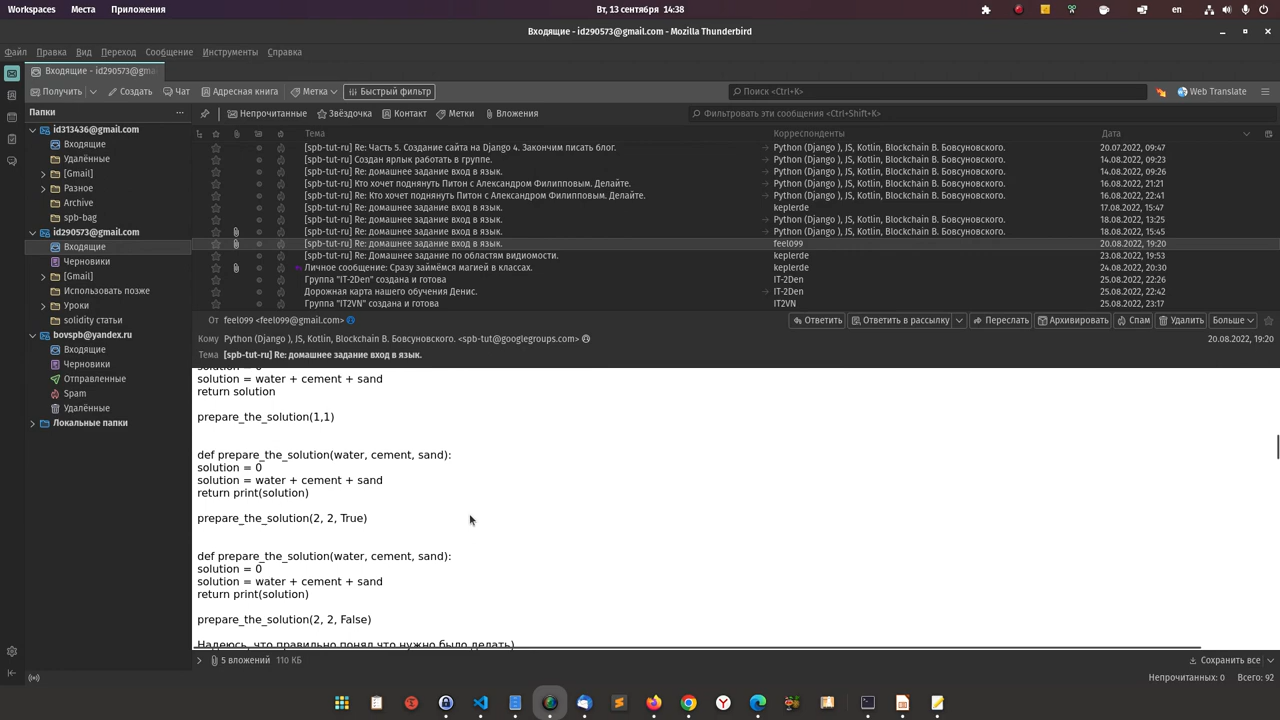 Workspaces Места Приложения Вт, 13 сентября 14:38 en
Входящие - id290573@gmail.com - Mozilla Thunderbird
Файл Правка Вид Переход Сообщение Инструменты Справка
Входящие - id290573@gma
Получить Создать Чат Адресная книга Метка Быстрый фильтр Поиск <Ctrl+K> Web Translate
Папки ··· Непрочитанные Звёздочка Контакт Метки Вложения Фильтровать эти сообщения <Ctrl+Shift+K>
id313436@gmail.com
Входящие
Удалённые
[Gmail]
Разное
Archive
spb-bag
id290573@gmail.com
Входящие
Черновики
[Gmail]
Использовать позже
Уроки
solidity статьи
bovspb@yandex.ru
Входящие
Черновики
Отправленные
Spam
Удалённые
Локальные папки
Тема Корреспонденты Дата
[spb-tut-ru] Re: Часть 5. Создание сайта на Django 4. Закончим писать блог. Python (Django ), JS, Kotlin, Blockchain В. Бовсуновского. 20.07.2022, 09:47
[spb-tut-ru] Создан ярлык работать в группе. Python (Django ), JS, Kotlin, Blockchain В. Бовсуновского. 14.08.2022, 09:23
[spb-tut-ru] Re: домашнее задание вход в язык. Python (Django ), JS, Kotlin, Blockchain В. Бовсуновского. 14.08.2022, 09:26
[spb-tut-ru] Кто хочет поднянуть Питон с Александром Филипповым. Делайте. Python (Django ), JS, Kotlin, Blockchain В. Бовсуновского. 16.08.2022, 21:21
[spb-tut-ru] Re: Кто хочет поднянуть Питон с Александром Филипповым. Делайте. Python (Django ), JS, Kotlin, Blockchain В. Бовсуновского. 16.08.2022, 22:41
[spb-tut-ru] Re: домашнее задание вход в язык. keplerde 17.08.2022, 15:47
[spb-tut-ru] Re: домашнее задание вход в язык. Python (Django ), JS, Kotlin, Blockchain В. Бовсуновского. 18.08.2022, 13:25
[spb-tut-ru] Re: домашнее задание вход в язык. Python (Django ), JS, Kotlin, Blockchain В. Бовсуновского. 18.08.2022, 15:45
[spb-tut-ru] Re: домашнее задание вход в язык. feel099 20.08.2022, 19:20
[spb-tut-ru] Re: Домашнее задание по областям видиомости. keplerde 23.08.2022, 19:53
Личное сообщение: Сразу займёмся магией в классах. keplerde 24.08.2022, 20:30
Группа "IT-2Den" создана и готова IT-2Den 25.08.2022, 22:26
Дорожная карта нашего обучения Денис. IT-2Den 25.08.2022, 22:42
Группа "IT2VN" создана и готова IT2VN 25.08.2022, 23:17
От feel099 <feel099@gmail.com> Ответить Ответить в рассылку Переслать Архивировать Спам Удалить Больше
Кому Python (Django ), JS, Kotlin, Blockchain В. Бовсуновского. <spb-tut@googlegroups.com> 20.08.2022, 19:20
Тема [spb-tut-ru] Re: домашнее задание вход в язык.
solution = 0
solution = water + cement + sand
return solution
prepare_the_solution(1,1)
def prepare_the_solution(water, cement, sand):
solution = 0
solution = water + cement + sand
return print(solution)
prepare_the_solution(2, 2, True)
def prepare_the_solution(water, cement, sand):
solution = 0
solution = water + cement + sand
return print(solution)
prepare_the_solution(2, 2, False)
Надеюсь, что правильно понял что нужно было делать)
5 вложений 110 КБ Сохранить все
Непрочитанных: 0 Всего: 92